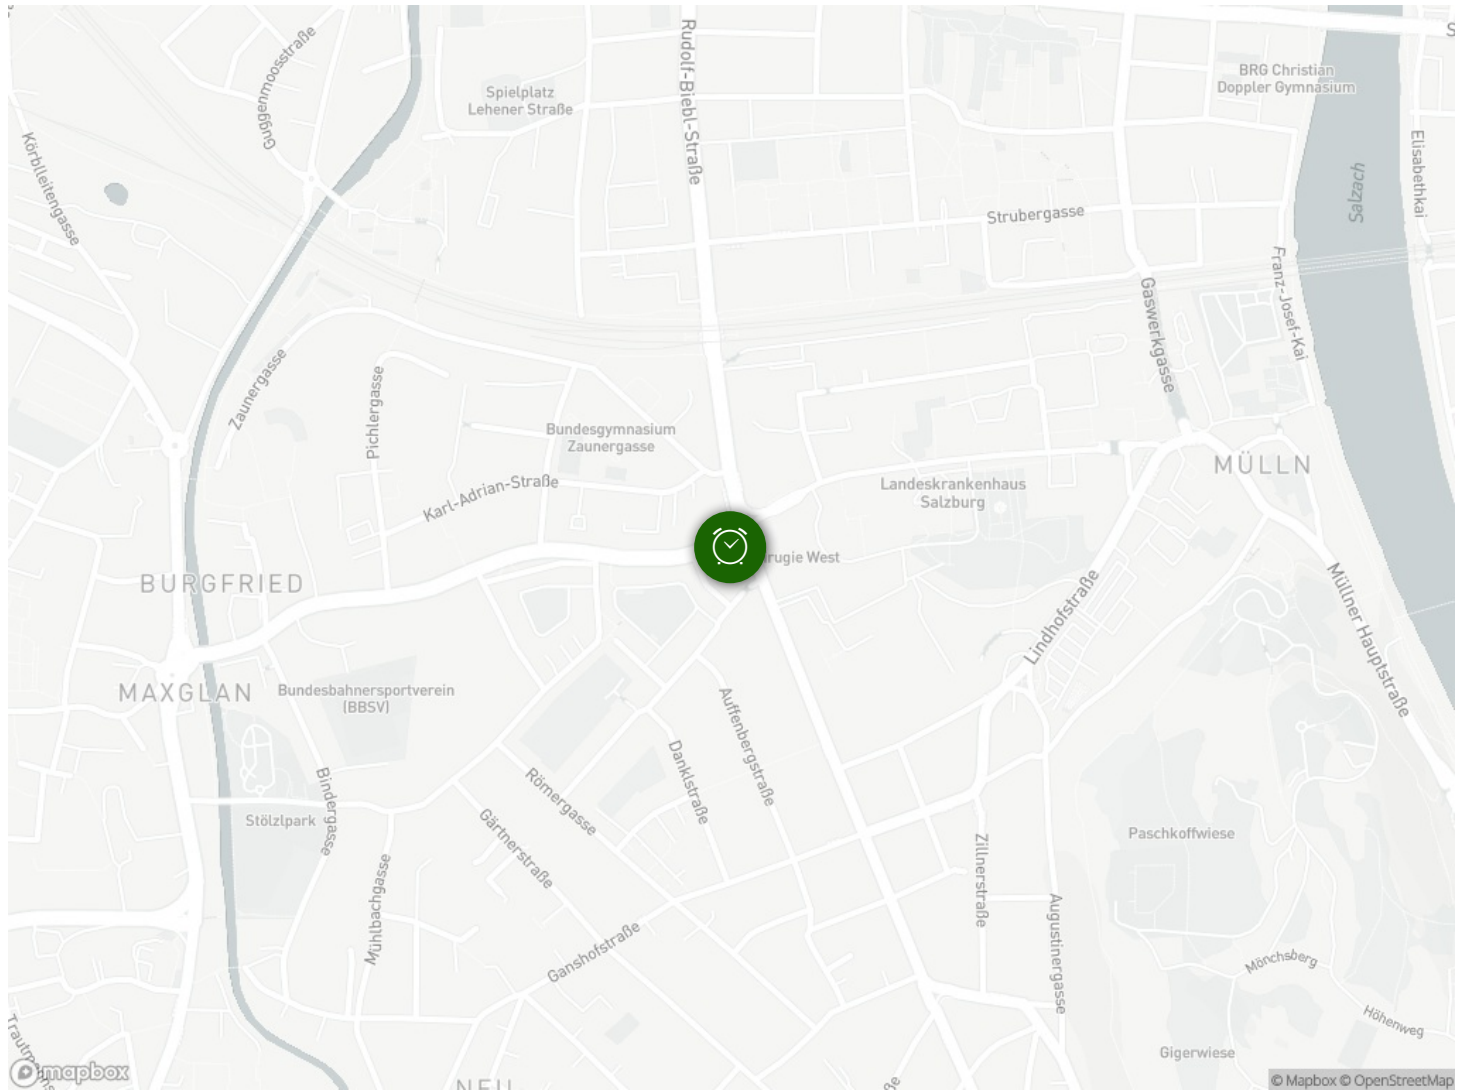 Guggenmoosstraße
Rudolf-Biebl-Straße
Spielplatz
Lehener Straße
BRG Christian
Doppler Gymnasium
Körblleitengasse
Elisabethkai
Salzach
Strubergasse
Franz-Josef-Kai
Gaswerkgasse
Zaunergasse
Pichlergasse
Bundesgymnasium
Zaunergasse
Karl-Adrian-Straße
Landeskrankenhaus
Salzburg
MÜLLN
rugie West
BURGFRIED
Lindhofstraße
Müllner Hauptstraße
MAXGLAN
Bundesbahnersportverein
(BBSV)
Auffenbergstraße
Danklstraße
Bindergasse
Römergasse
Stölzlpark
Gärtnerstraße
Paschkoffwiese
Zillnerstraße
Mühlbachgasse
Augustinergasse
Ganshofstraße
Mönchsberg
Höhenweg
Gigerwiese
mapbox
© Mapbox © OpenStreetMap